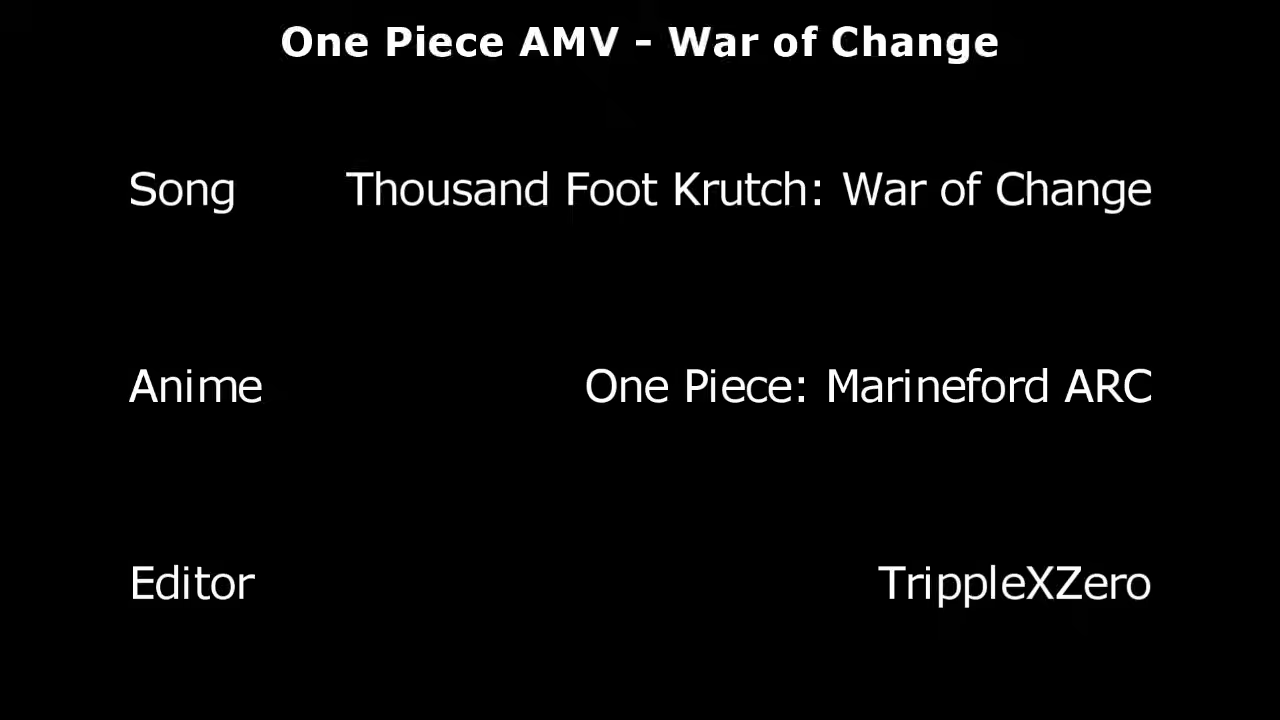 One Piece AMV - War of Change
Song Thousand Foot Krutch: War of Change
Anime One Piece: Marineford ARC
Editor TrippleXZero